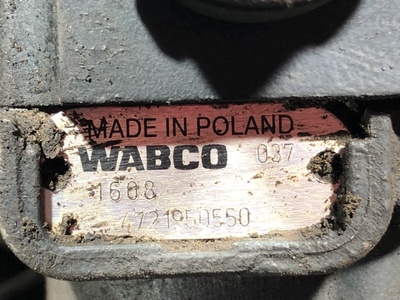 MADE IN POLAND
WABCO 037
1608
4721950550